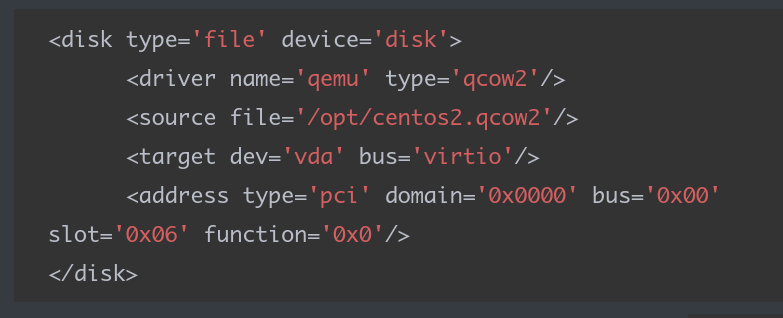 <disk type='file' device='disk'>
<driver name='qemu' type='qcow2'/>
<source file='/opt/centos2.qcow2'/>
<target dev='vda' bus='virtio'/>
<address type='pci' domain='0x0000' bus='0x00'
slot='0x06' function='0x0'/>
</disk>